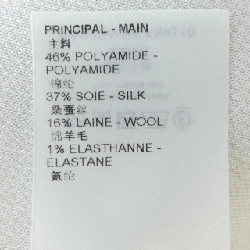 PRINCIPAL - MAIN
主料
46% POLYAMIDE -
POLYAMIDE
锦纶
37% SOIE - SILK
桑蚕丝
16% LAINE - WOOL
绵羊毛
1% ELASTHANNE -
ELASTANE
氨纶